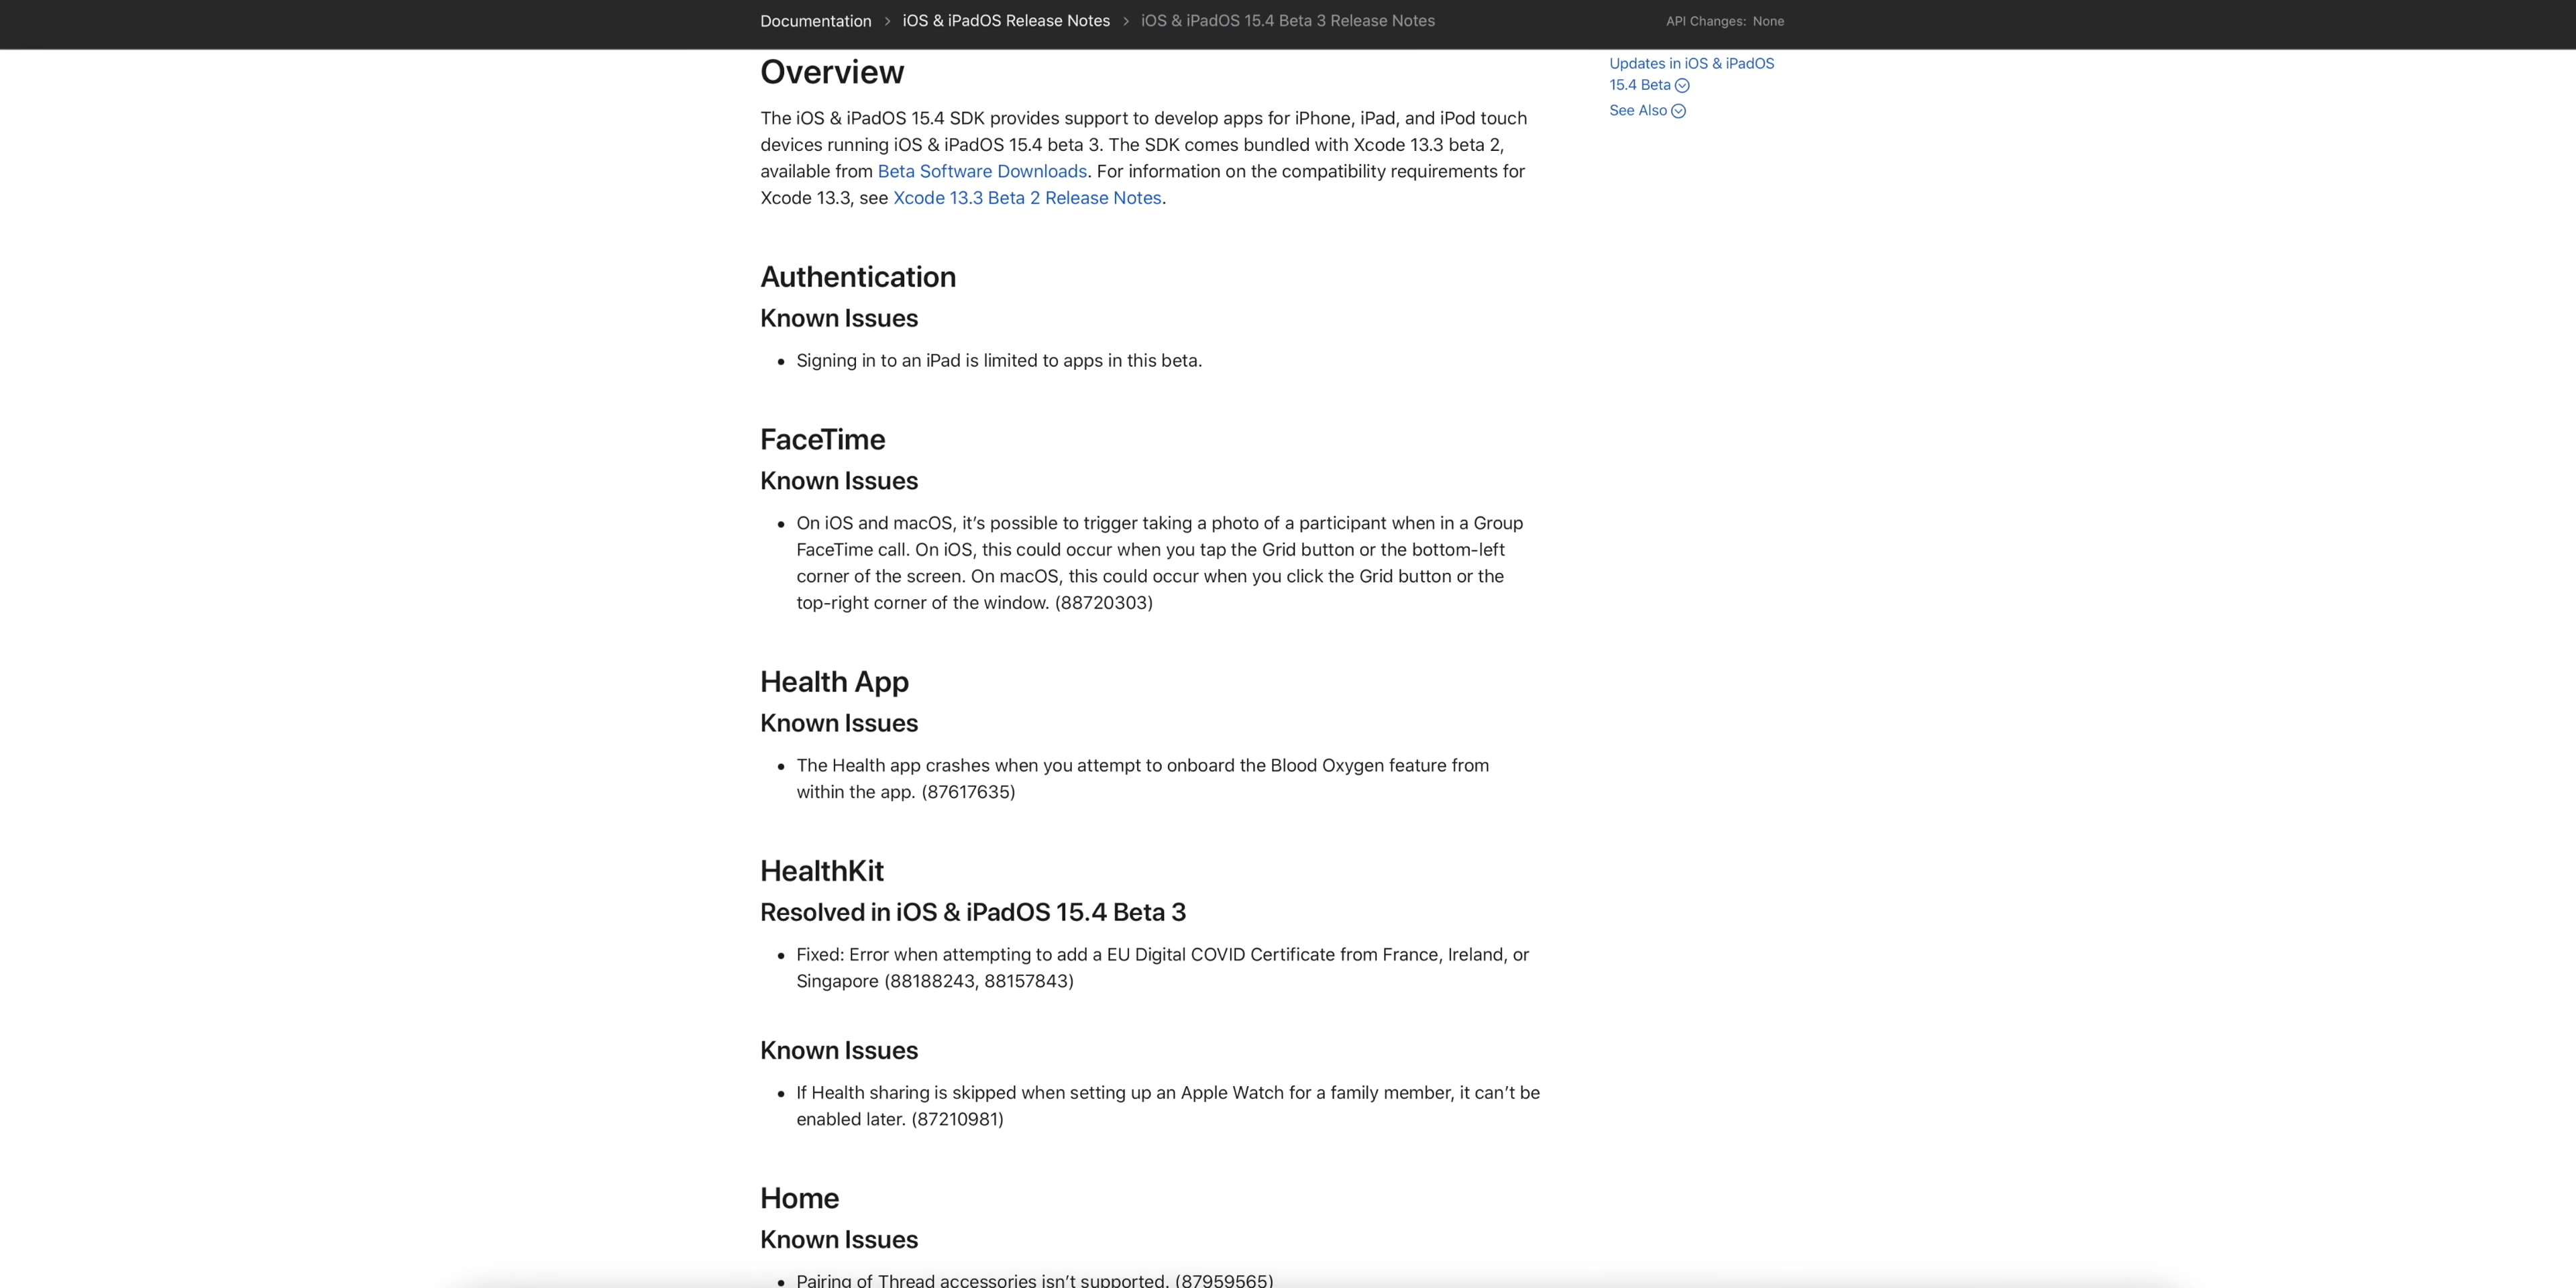 Documentation > iOS & iPadOS Release Notes > iOS & iPadOS 15.4 Beta 3 Release Notes
API Changes: None
Updates in iOS & iPadOS
15.4 Beta
See Also
Overview
The iOS & iPadOS 15.4 SDK provides support to develop apps for iPhone, iPad, and iPod touch
devices running iOS & iPadOS 15.4 beta 3. The SDK comes bundled with Xcode 13.3 beta 2,
available from Beta Software Downloads. For information on the compatibility requirements for
Xcode 13.3, see Xcode 13.3 Beta 2 Release Notes.
Authentication
Known Issues
• Signing in to an iPad is limited to apps in this beta.
FaceTime
Known Issues
• On iOS and macOS, it’s possible to trigger taking a photo of a participant when in a Group
FaceTime call. On iOS, this could occur when you tap the Grid button or the bottom-left
corner of the screen. On macOS, this could occur when you click the Grid button or the
top-right corner of the window. (88720303)
Health App
Known Issues
• The Health app crashes when you attempt to onboard the Blood Oxygen feature from
within the app. (87617635)
HealthKit
Resolved in iOS & iPadOS 15.4 Beta 3
• Fixed: Error when attempting to add a EU Digital COVID Certificate from France, Ireland, or
Singapore (88188243, 88157843)
Known Issues
• If Health sharing is skipped when setting up an Apple Watch for a family member, it can’t be
enabled later. (87210981)
Home
Known Issues
• Pairing of Thread accessories isn’t supported. (87959565)